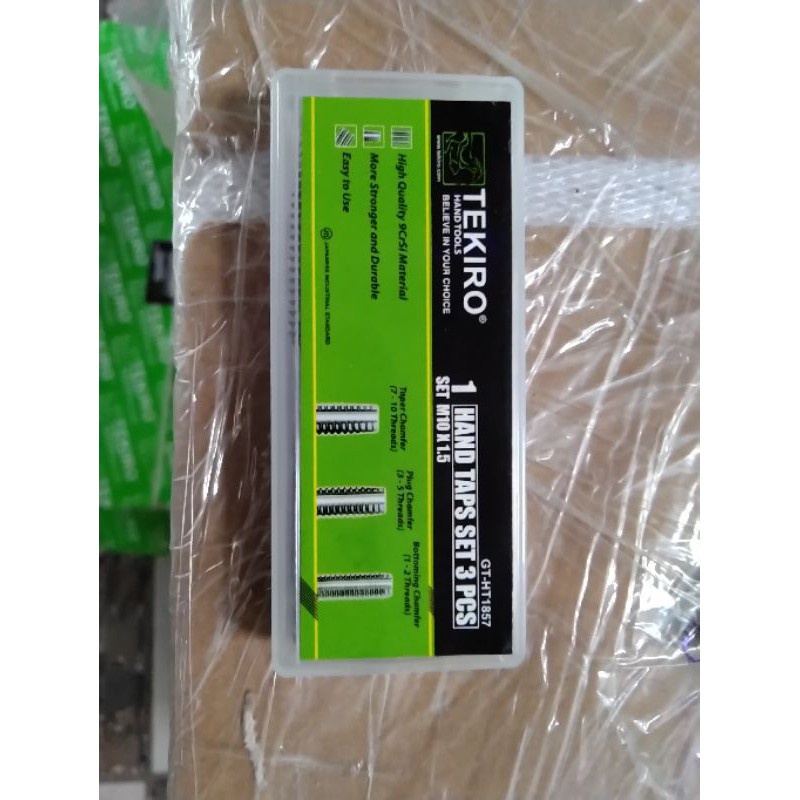 www.tekiro.com
TEKIRO®
HAND TOOLS
BELIEVE IN YOUR CHOICE
GT-HT1857
1 HAND TAPS SET 3 PCS
SET M10 X 1.5
High Quality 9CrSi Material
More Stronger and Durable
Easy to Use
JIS JAPANESE INDUSTRIAL STANDARD
Taper Chamfer
(7 - 10 Threads)
Plug Chamfer
(3 - 5 Threads)
Bottoming Chamfer
(1 - 2 Threads)
TEKIRO